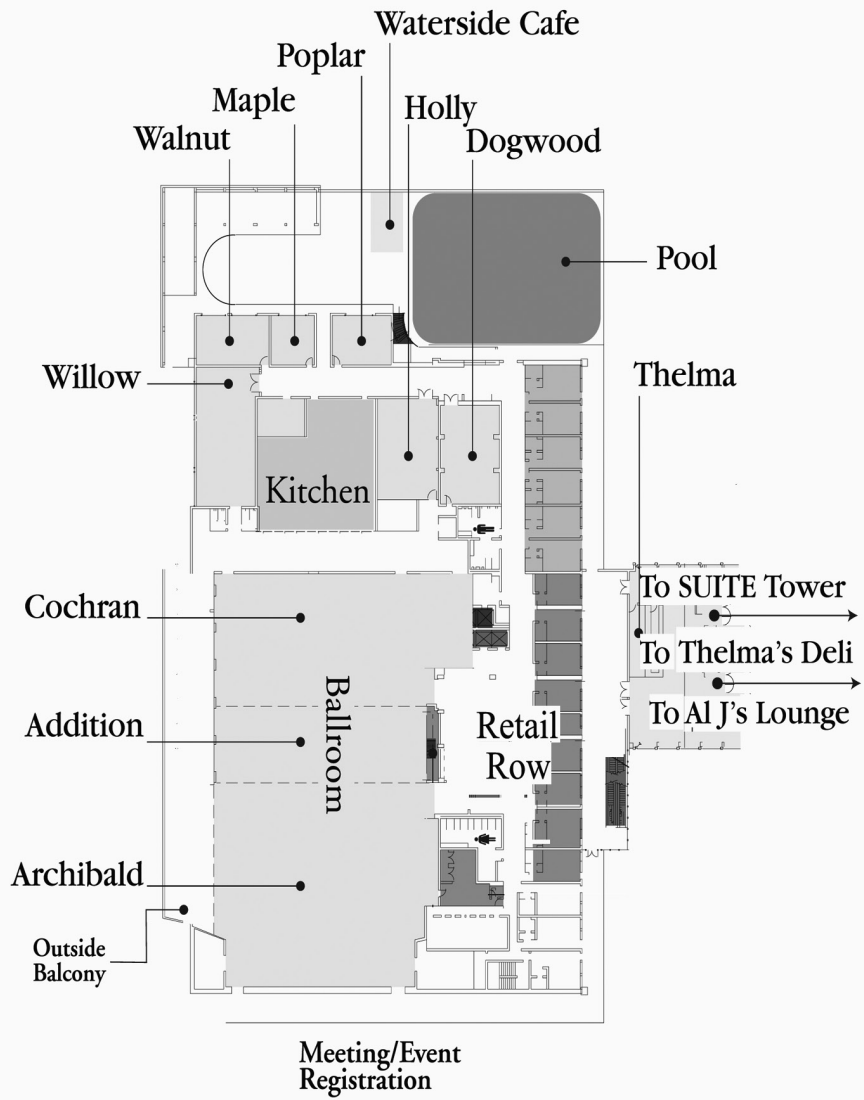 Waterside Cafe
Poplar
Maple
Holly
Walnut
Dogwood
Pool
Willow
Thelma
Kitchen
To SUITE Tower
Cochran
To Thelma's Deli
Ballroom
Addition
Retail
Row
To Al J's Lounge
Archibald
Outside
Balcony
Meeting/Event
Registration